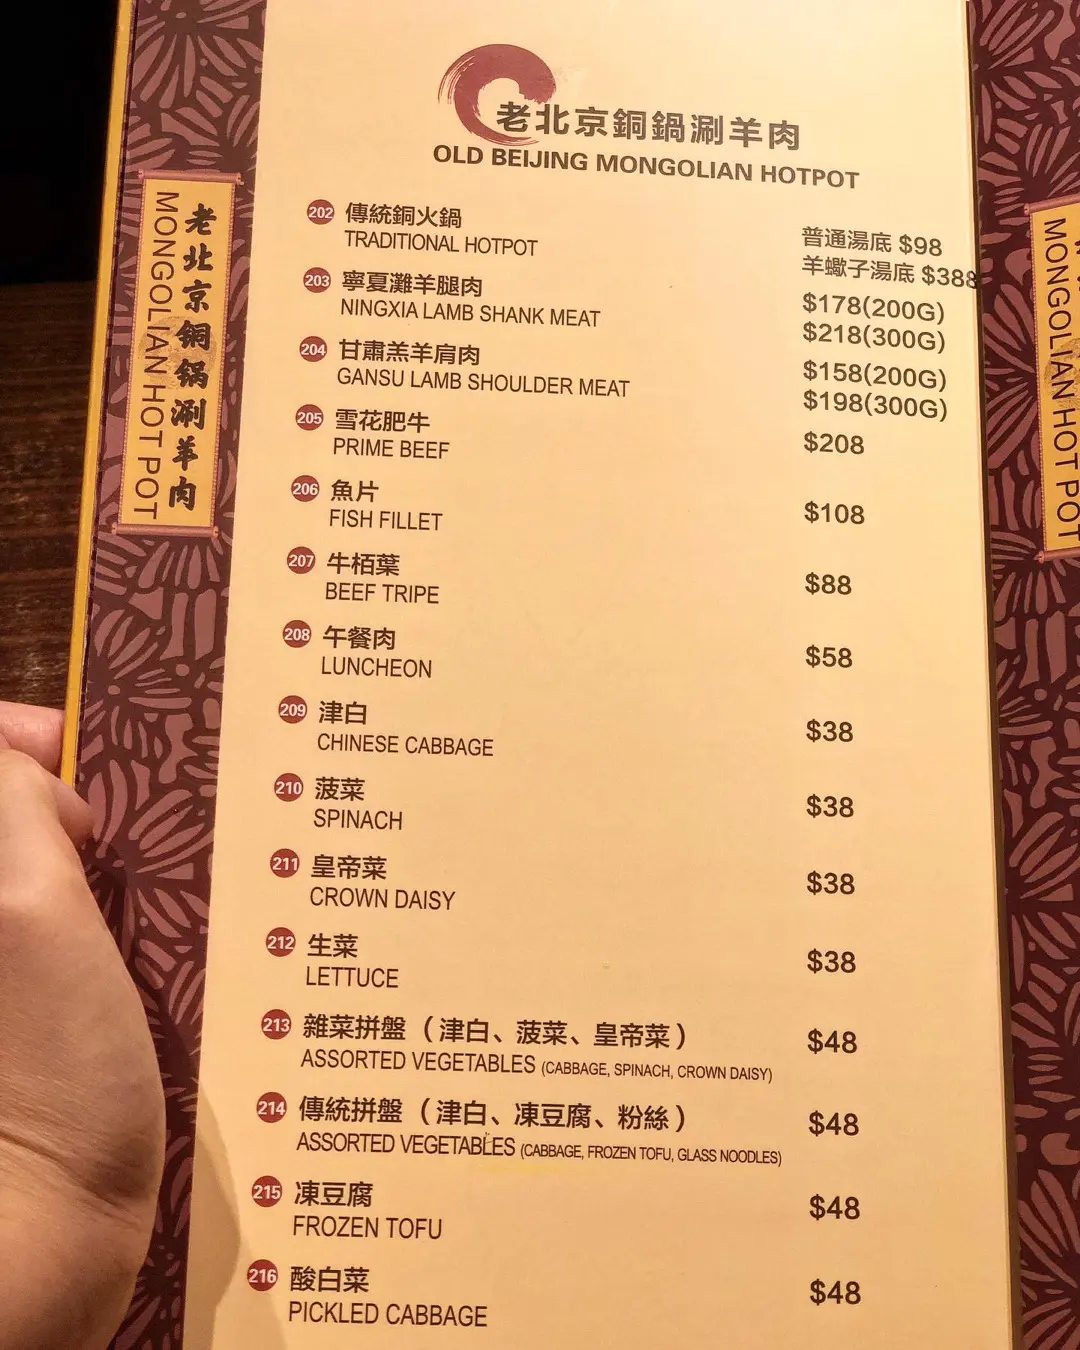 老北京銅鍋涮羊肉
OLD BEIJING MONGOLIAN HOTPOT
老北京铜锅涮羊肉
MONGOLIAN HOT POT
202 傳統銅火鍋 普通湯底 $98
TRADITIONAL HOTPOT 羊蠍子湯底 $388
203 寧夏灘羊腿肉 $178(200G)
NINGXIA LAMB SHANK MEAT $218(300G)
204 甘肅羔羊肩肉 $158(200G)
GANSU LAMB SHOULDER MEAT $198(300G)
205 雪花肥牛 $208
PRIME BEEF
206 魚片 $108
FISH FILLET
207 牛栢葉 $88
BEEF TRIPE
208 午餐肉 $58
LUNCHEON
209 津白 $38
CHINESE CABBAGE
210 菠菜 $38
SPINACH
211 皇帝菜 $38
CROWN DAISY
212 生菜 $38
LETTUCE
213 雜菜拼盤（津白、菠菜、皇帝菜） $48
ASSORTED VEGETABLES (CABBAGE, SPINACH, CROWN DAISY)
214 傳統拼盤（津白、凍豆腐、粉絲） $48
ASSORTED VEGETABLES (CABBAGE, FROZEN TOFU, GLASS NOODLES)
215 凍豆腐 $48
FROZEN TOFU
216 酸白菜 $48
PICKLED CABBAGE
MONGOLIAN HOT POT